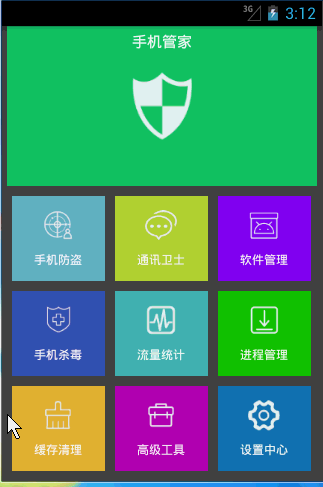 3G 3:12
手机管家
手机防盗 通讯卫士 软件管理
手机杀毒 流量统计 进程管理
缓存清理 高级工具 设置中心